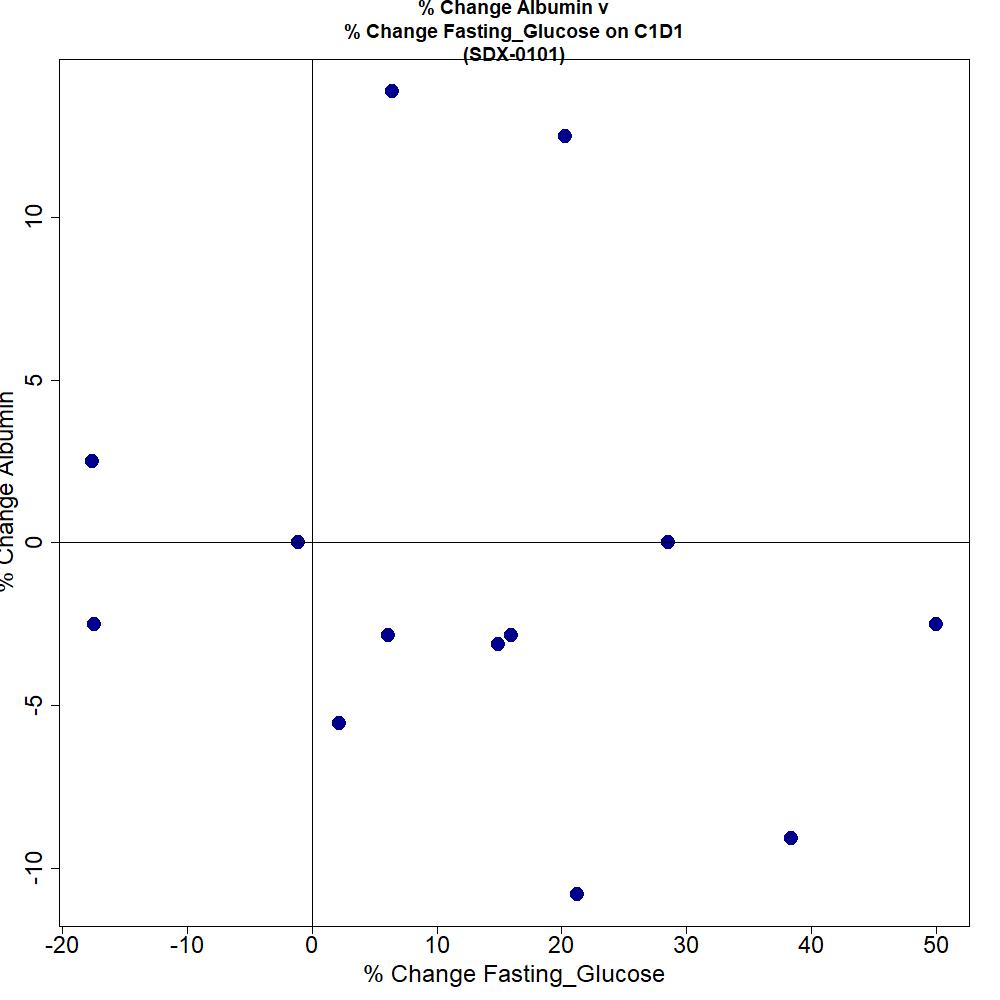 % Change Albumin v
% Change Fasting_Glucose on C1D1
(SDX-0101)
% Change Albumin
10
5
0
-5
-10
-20 -10 0 10 20 30 40 50
% Change Fasting_Glucose